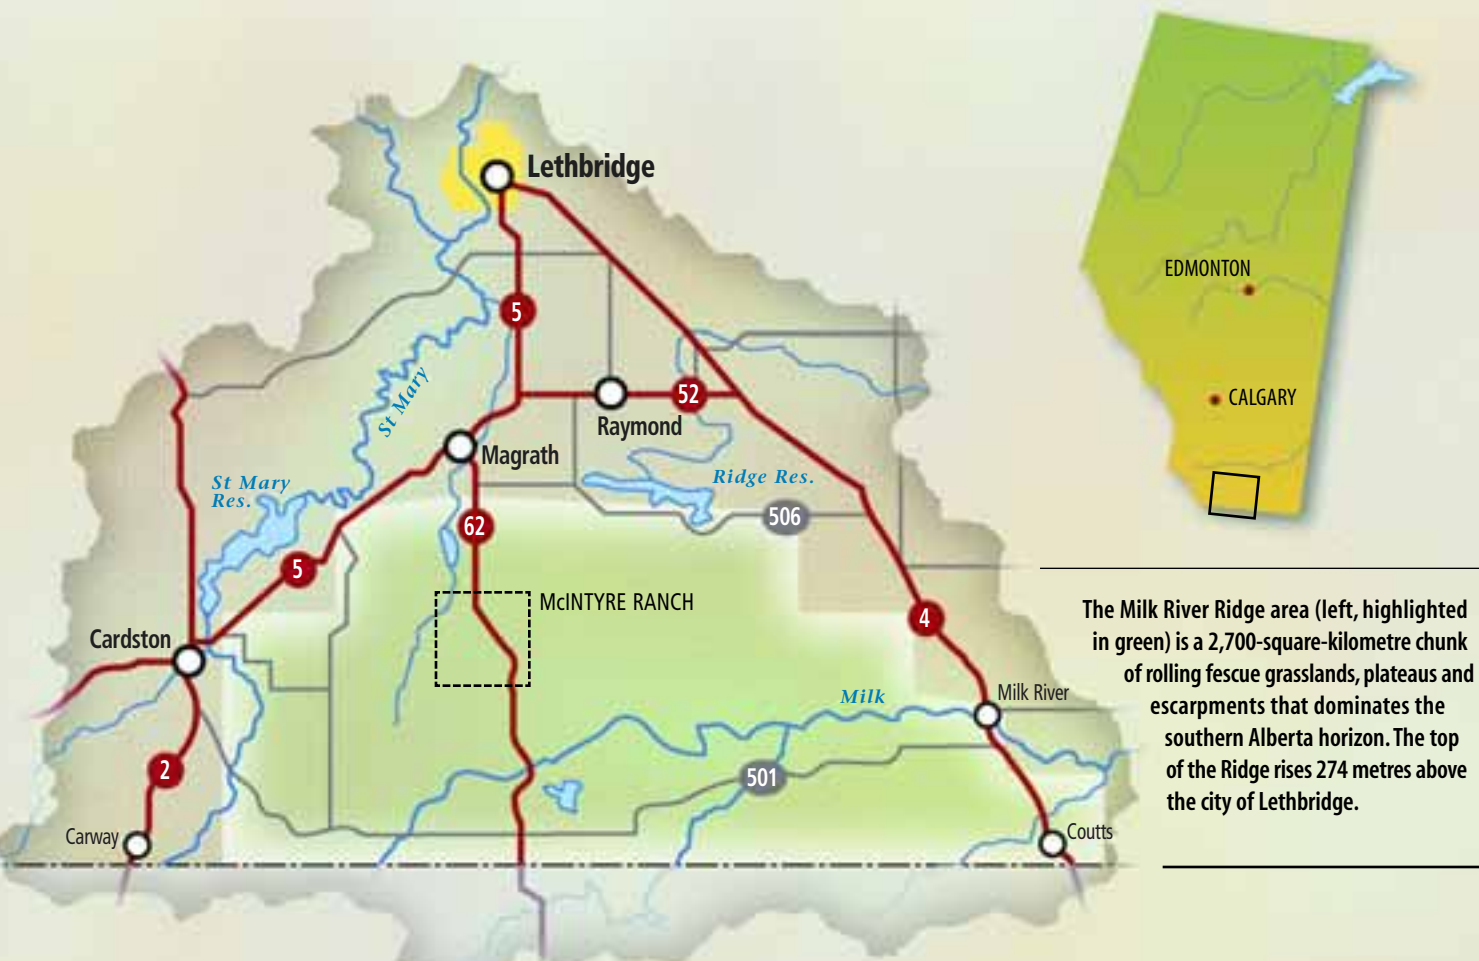 Lethbridge
EDMONTON
5
St Mary
CALGARY
52
Raymond
Magrath
St Mary
Res.
Ridge Res.
506
62
5
McINTYRE RANCH
4
Cardston
Milk River
Milk
2
501
Carway
Coutts
The Milk River Ridge area (left, highlighted
in green) is a 2,700-square-kilometre chunk
of rolling fescue grasslands, plateaus and
escarpments that dominates the
southern Alberta horizon. The top
of the Ridge rises 274 metres above
the city of Lethbridge.